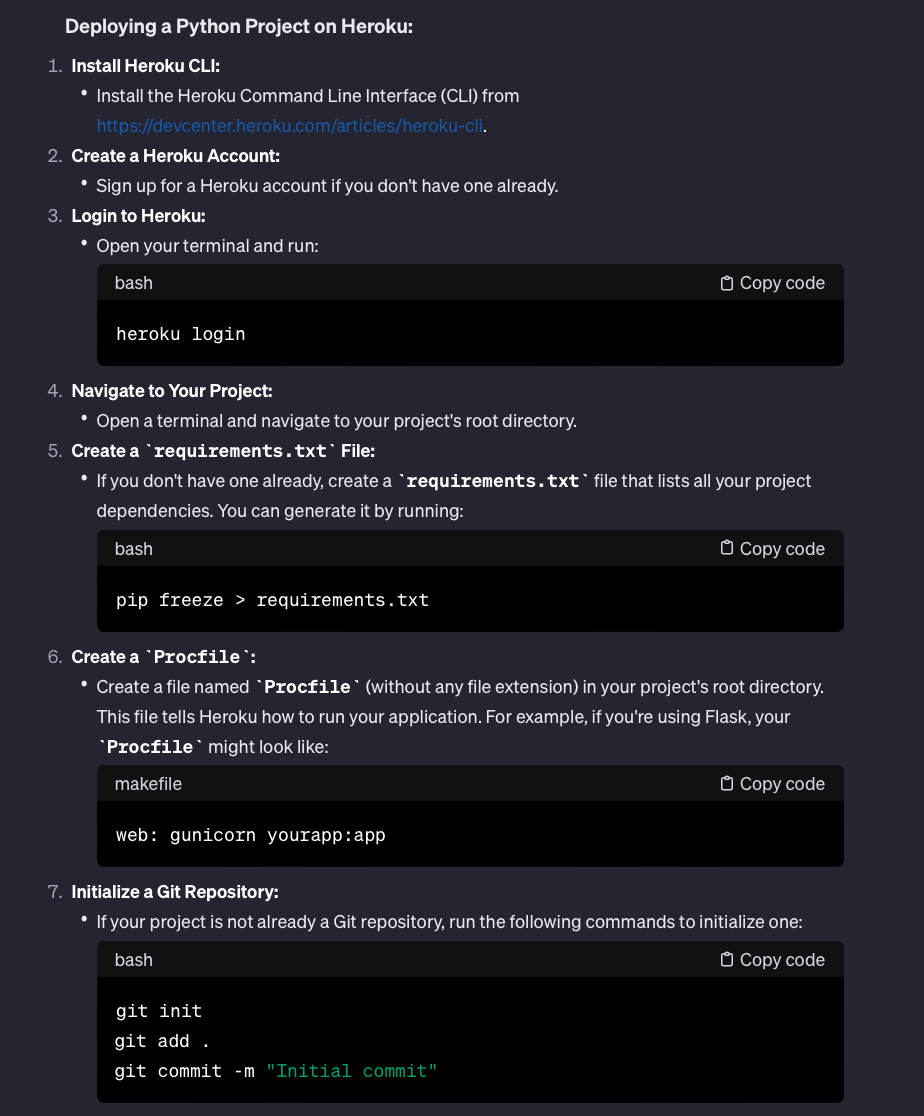 Deploying a Python Project on Heroku:
1. Install Heroku CLI:
• Install the Heroku Command Line Interface (CLI) from
https://devcenter.heroku.com/articles/heroku-cli.
2. Create a Heroku Account:
• Sign up for a Heroku account if you don't have one already.
3. Login to Heroku:
• Open your terminal and run:
bash Copy code
heroku login
4. Navigate to Your Project:
• Open a terminal and navigate to your project's root directory.
5. Create a `requirements.txt` File:
• If you don't have one already, create a `requirements.txt` file that lists all your project
dependencies. You can generate it by running:
bash Copy code
pip freeze > requirements.txt
6. Create a `Procfile`:
• Create a file named `Procfile` (without any file extension) in your project's root directory.
This file tells Heroku how to run your application. For example, if you're using Flask, your
`Procfile` might look like:
makefile Copy code
web: gunicorn yourapp:app
7. Initialize a Git Repository:
• If your project is not already a Git repository, run the following commands to initialize one:
bash Copy code
git init
git add .
git commit -m "Initial commit"